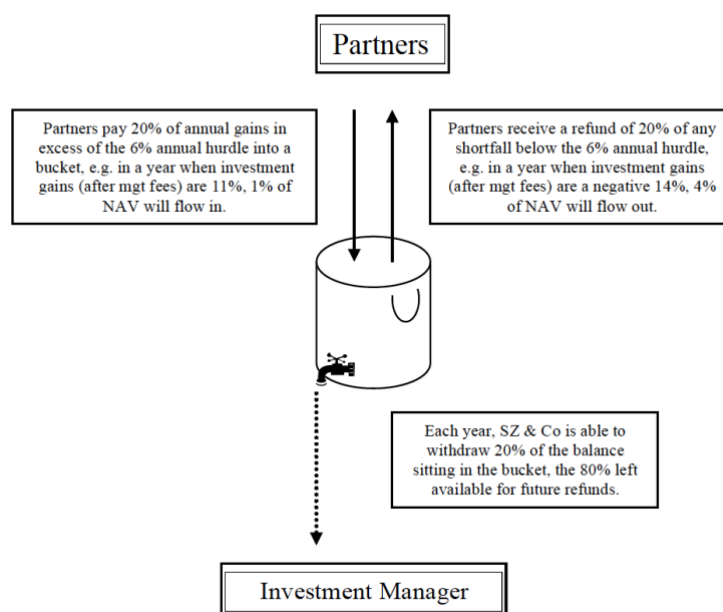 Partners
Partners pay 20% of annual gains in
excess of the 6% annual hurdle into a
bucket, e.g. in a year when investment
gains (after mgt fees) are 11%, 1% of
NAV will flow in.
Partners receive a refund of 20% of any
shortfall below the 6% annual hurdle,
e.g. in a year when investment gains
(after mgt fees) are a negative 14%, 4%
of NAV will flow out.
Each year, SZ & Co is able to
withdraw 20% of the balance
sitting in the bucket, the 80% left
available for future refunds.
Investment Manager